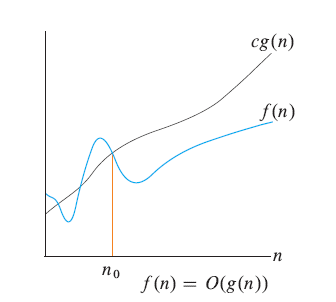 cg(n)
f(n)
n
n₀
f(n) = O(g(n))